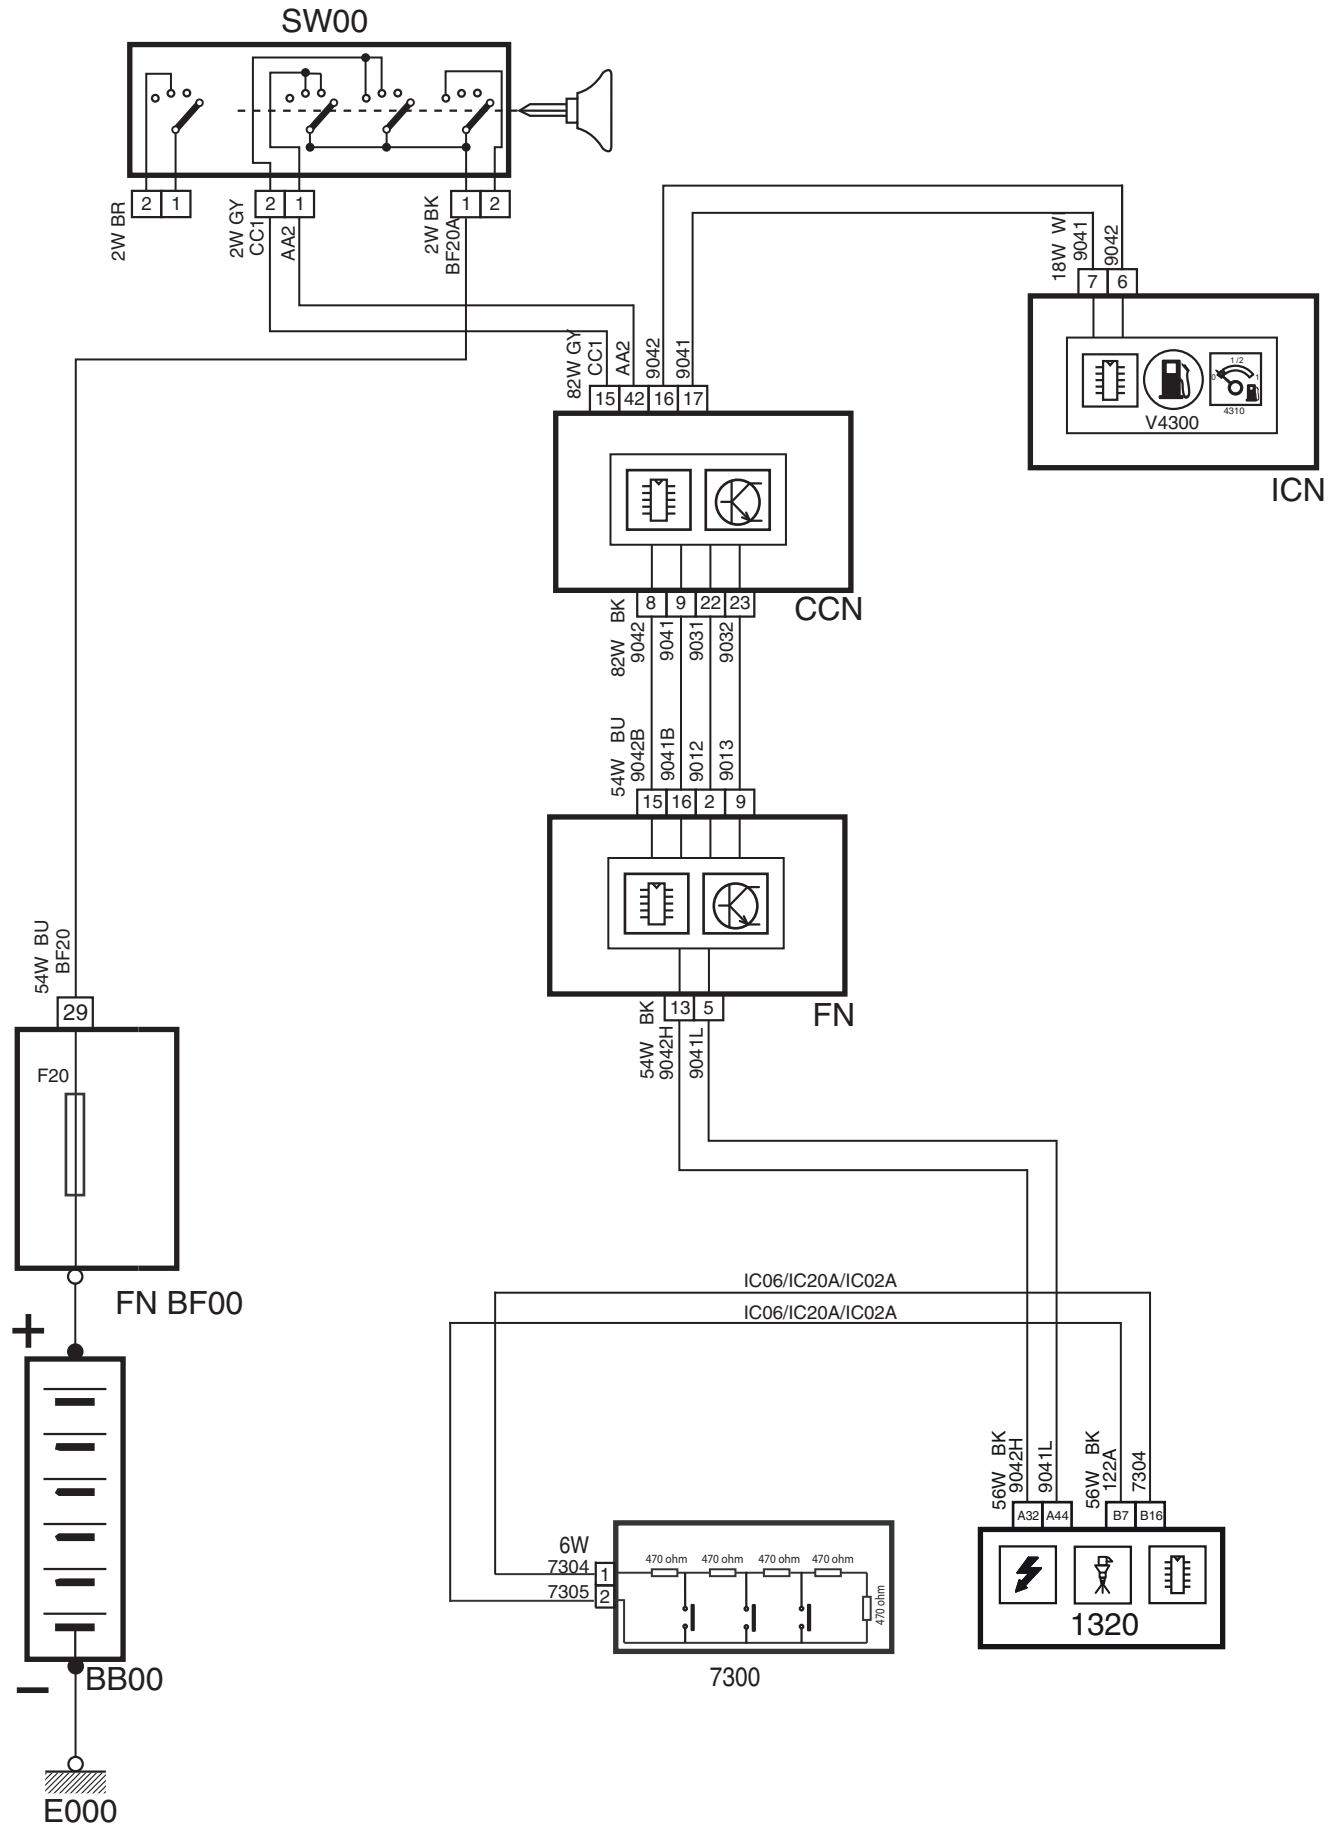 SW00
2 1
2 1
1 2
2W BR
2W GY
CC1
AA2
2W BK
BF20A
18W WI
9041
9042
7 6
1/2
0 1
4310
V4300
ICN
82W GY
CC1
AA2
9042
9041
15 42 16 17
CCN
8 9 22 23
82W BK
9042
9041
9031
9032
54W BU
9042B
9041B
9012
9013
15 16 2 9
FN
13 5
54W BK
9042H
9041L
54W BU
BF20
29
F20
FN BF00
+
BB00
−
E000
IC06/IC20A/IC02A
IC06/IC20A/IC02A
56W BK
9042H
9041L
56W BK
122A
7304
A32 A44 B7 B16
1320
6W
7304 1
7305 2
470 ohm 470 ohm 470 ohm 470 ohm
470 ohm
7300